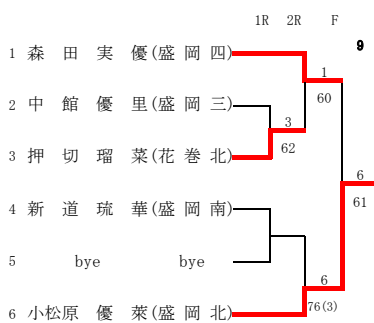 1R 2R F
9
1 森 田 実 優 (盛 岡 四)
1
60
2 中 館 優 里 (盛 岡 三)
3
62
3 押 切 瑠 菜 (花 巻 北)
6
61
4 新 道 琉 華 (盛 岡 南)
5 bye bye
6
76(3)
6 小松原 優 萊 (盛 岡 北)